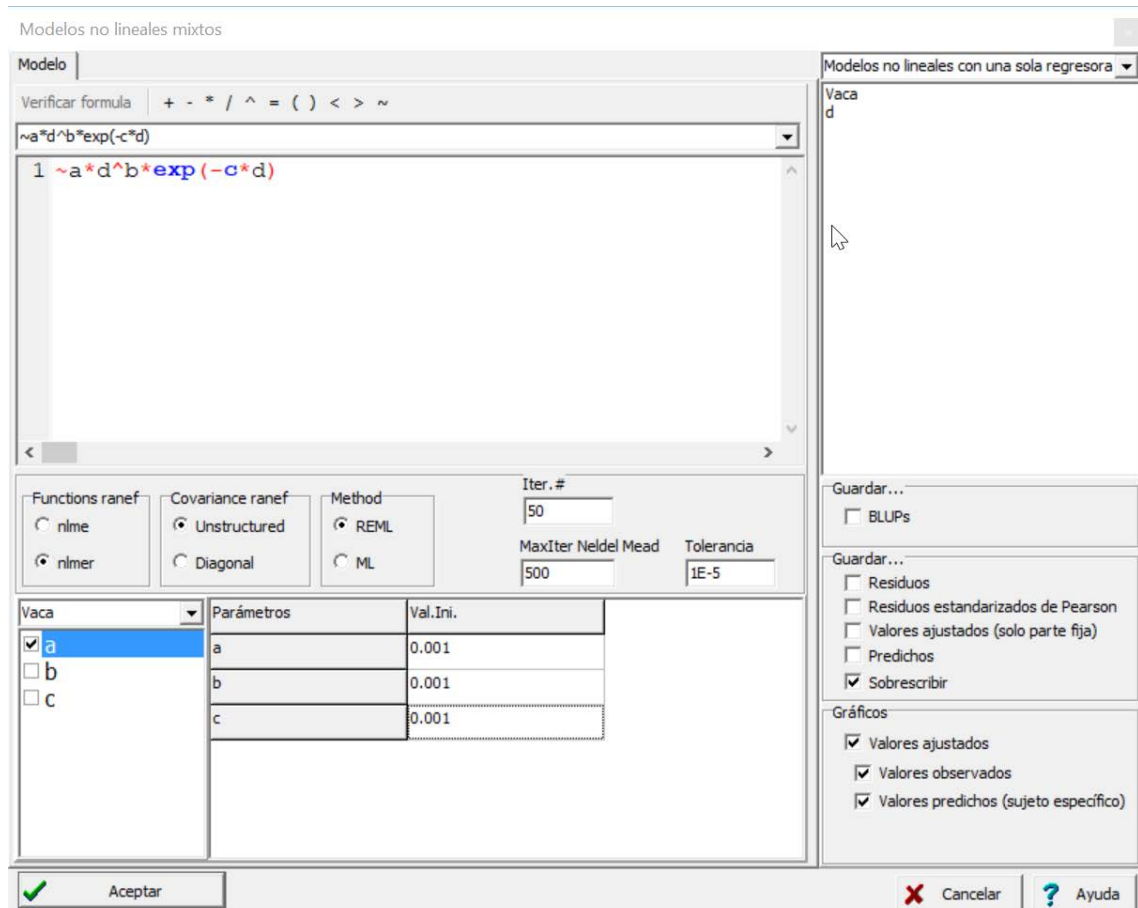 Modelos no lineales mixtos
Modelo
Modelos no lineales con una sola regresora
Verificar formula + - * / ^ = ( ) < > ~
~a*d^b*exp(-c*d)
1 ~a*d^b*exp(-c*d)
Vaca
d
Functions ranef
nlme
nlmer
Covariance ranef
Unstructured
Diagonal
Method
REML
ML
Iter.#
50
MaxIter Neldel Mead
500
Tolerancia
1E-5
Vaca
a
b
c
Parámetros Val.Ini.
a 0.001
b 0.001
c 0.001
Guardar...
BLUPs
Guardar...
Residuos
Residuos estandarizados de Pearson
Valores ajustados (solo parte fija)
Predichos
Sobrescribir
Gráficos
Valores ajustados
Valores observados
Valores predichos (sujeto específico)
Aceptar
Cancelar
? Ayuda